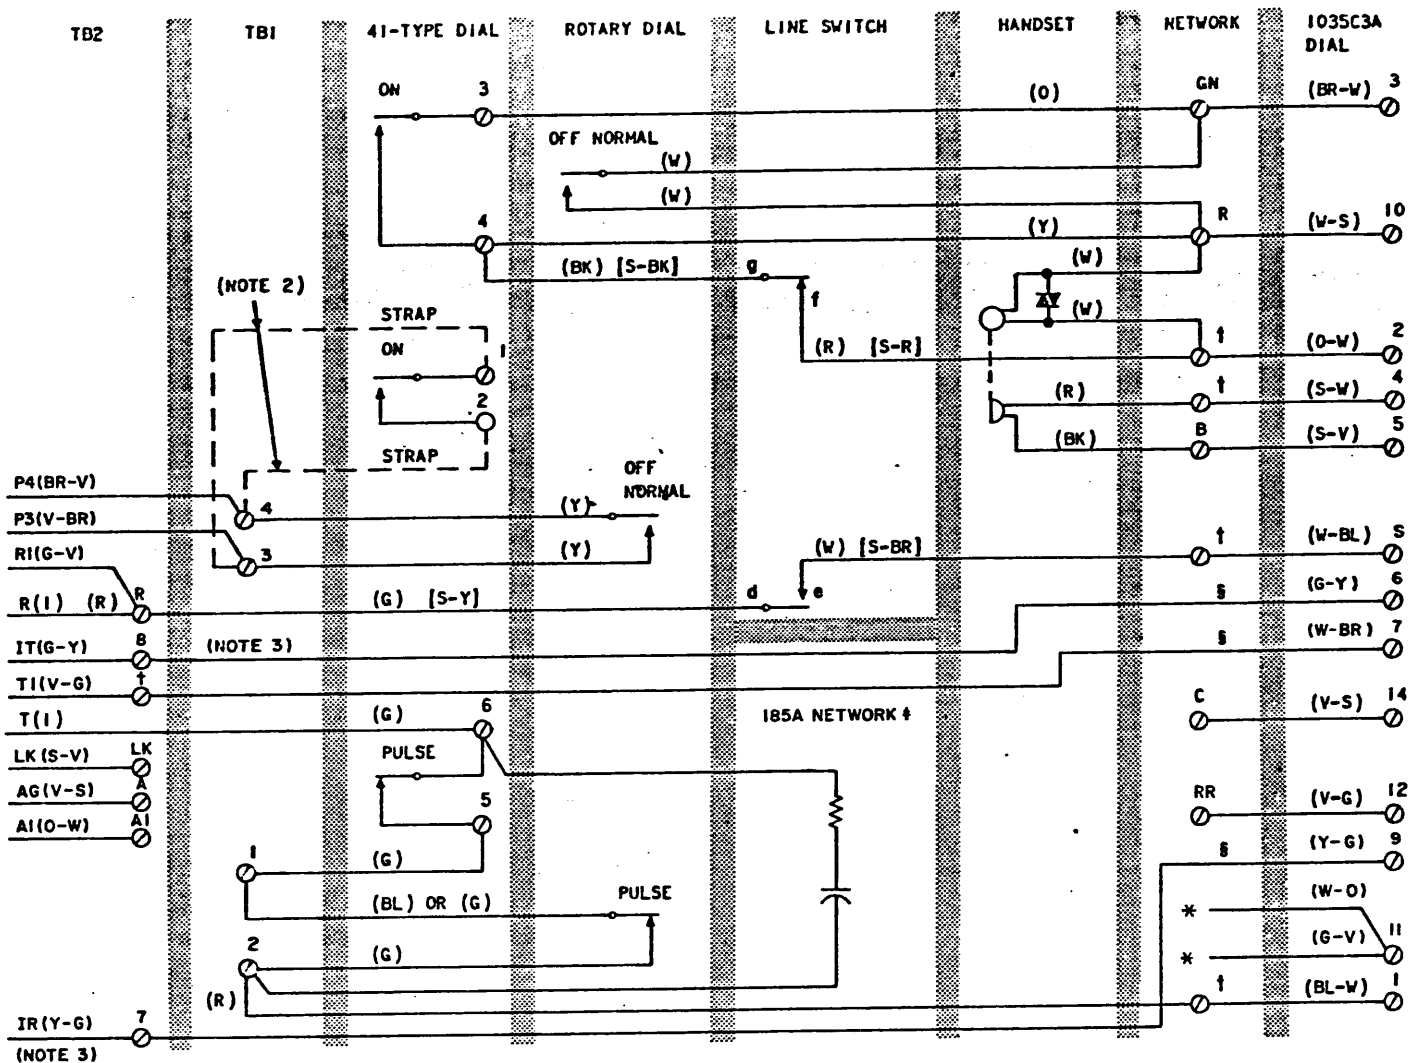 TB2 TB1 41-TYPE DIAL ROTARY DIAL LINE SWITCH HANDSET NETWORK 1035C3A DIAL
ON 3 (O) GN (BR-W) 3
OFF NORMAL
(W)
(W)
4 (Y) R (W-S) 10
(BK) [S-BK] g (W)
(NOTE 2) f
STRAP (W)
ON 1 (R) [S-R] † (O-W) 2
2 (R) † (S-W) 4
STRAP (BK) B (S-V) 5
P4(BR-V) OFF NORMAL
4 (Y)
P3(V-BR)
3 (Y) (W) [S-BR] † (W-BL) S
R1(G-V)
R(1) (R) R (G) [S-Y] d e § (G-Y) 6
IT(G-Y) 8 (NOTE 3) § (W-BR) 7
T1(V-G) †
T(1) (G) 6 185A NETWORK ‡ C (V-S) 14
LK(S-V) LK PULSE
AG(V-S) A 5 RR (V-G) 12
A1(O-W) A1
1 (G) § (Y-G) 9
(BL) OR (G) PULSE * (W-O)
2 (G) * (G-V) 11
(R) † (BL-W) 1
IR(Y-G) 7
(NOTE 3)